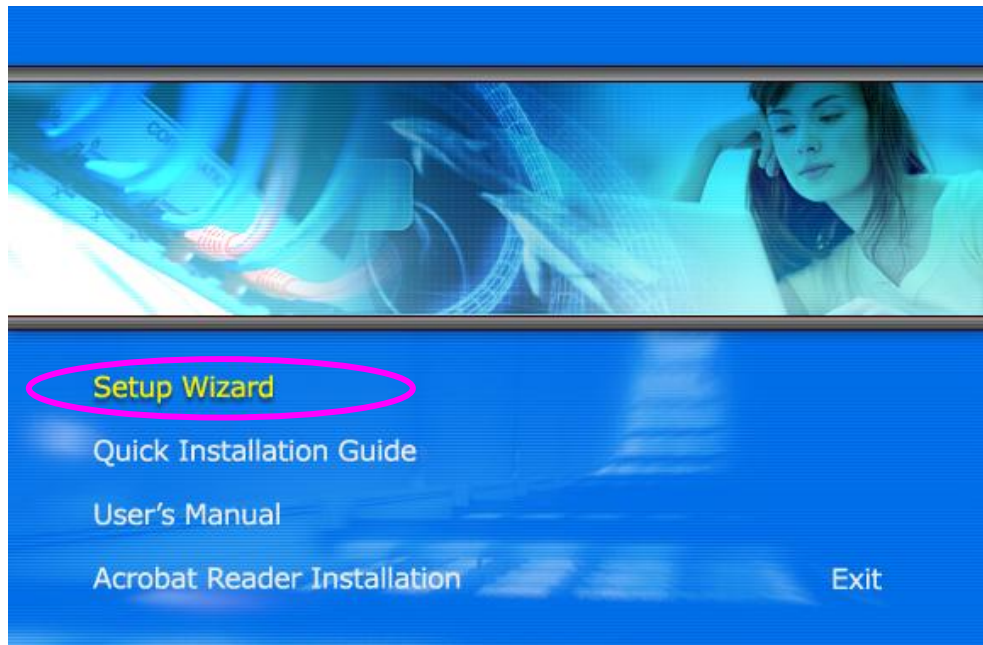 Setup Wizard
Quick Installation Guide
User's Manual
Acrobat Reader Installation
Exit